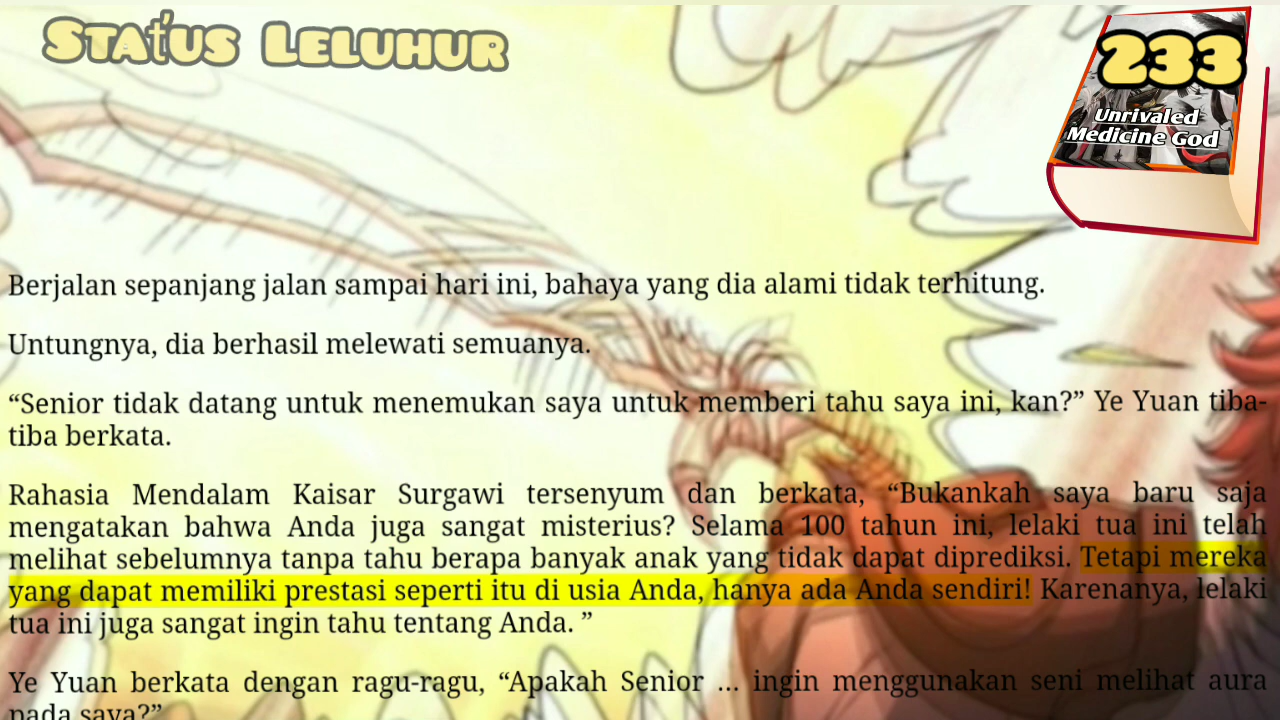 Staťus Leluhur
233
Unrivaled
Medicine God
Berjalan sepanjang jalan sampai hari ini, bahaya yang dia alami tidak terhitung.
Untungnya, dia berhasil melewati semuanya.
“Senior tidak datang untuk menemukan saya untuk memberi tahu saya ini, kan?” Ye Yuan tiba-
tiba berkata.
Rahasia Mendalam Kaisar Surgawi tersenyum dan berkata, “Bukankah saya baru saja
mengatakan bahwa Anda juga sangat misterius? Selama 100 tahun ini, lelaki tua ini telah
melihat sebelumnya tanpa tahu berapa banyak anak yang tidak dapat diprediksi. Tetapi mereka
yang dapat memiliki prestasi seperti itu di usia Anda, hanya ada Anda sendiri! Karenanya, lelaki
tua ini juga sangat ingin tahu tentang Anda. ”
Ye Yuan berkata dengan ragu-ragu, “Apakah Senior ... ingin menggunakan seni melihat aura
pada saya?”